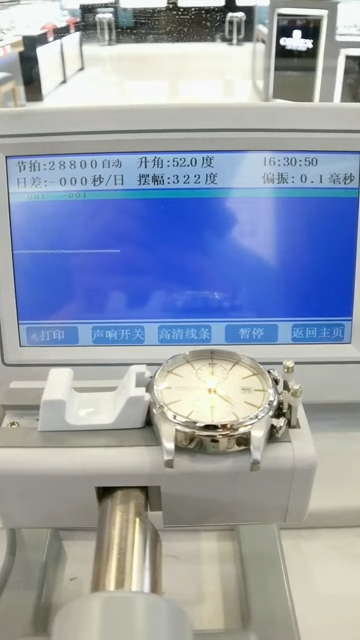 节拍:28800自动 升角:52.0度 16:30:50
日差:-000秒/日 摆幅:322度 偏振:0.1毫秒
打印 声响开关 高清线条 暂停 返回主页